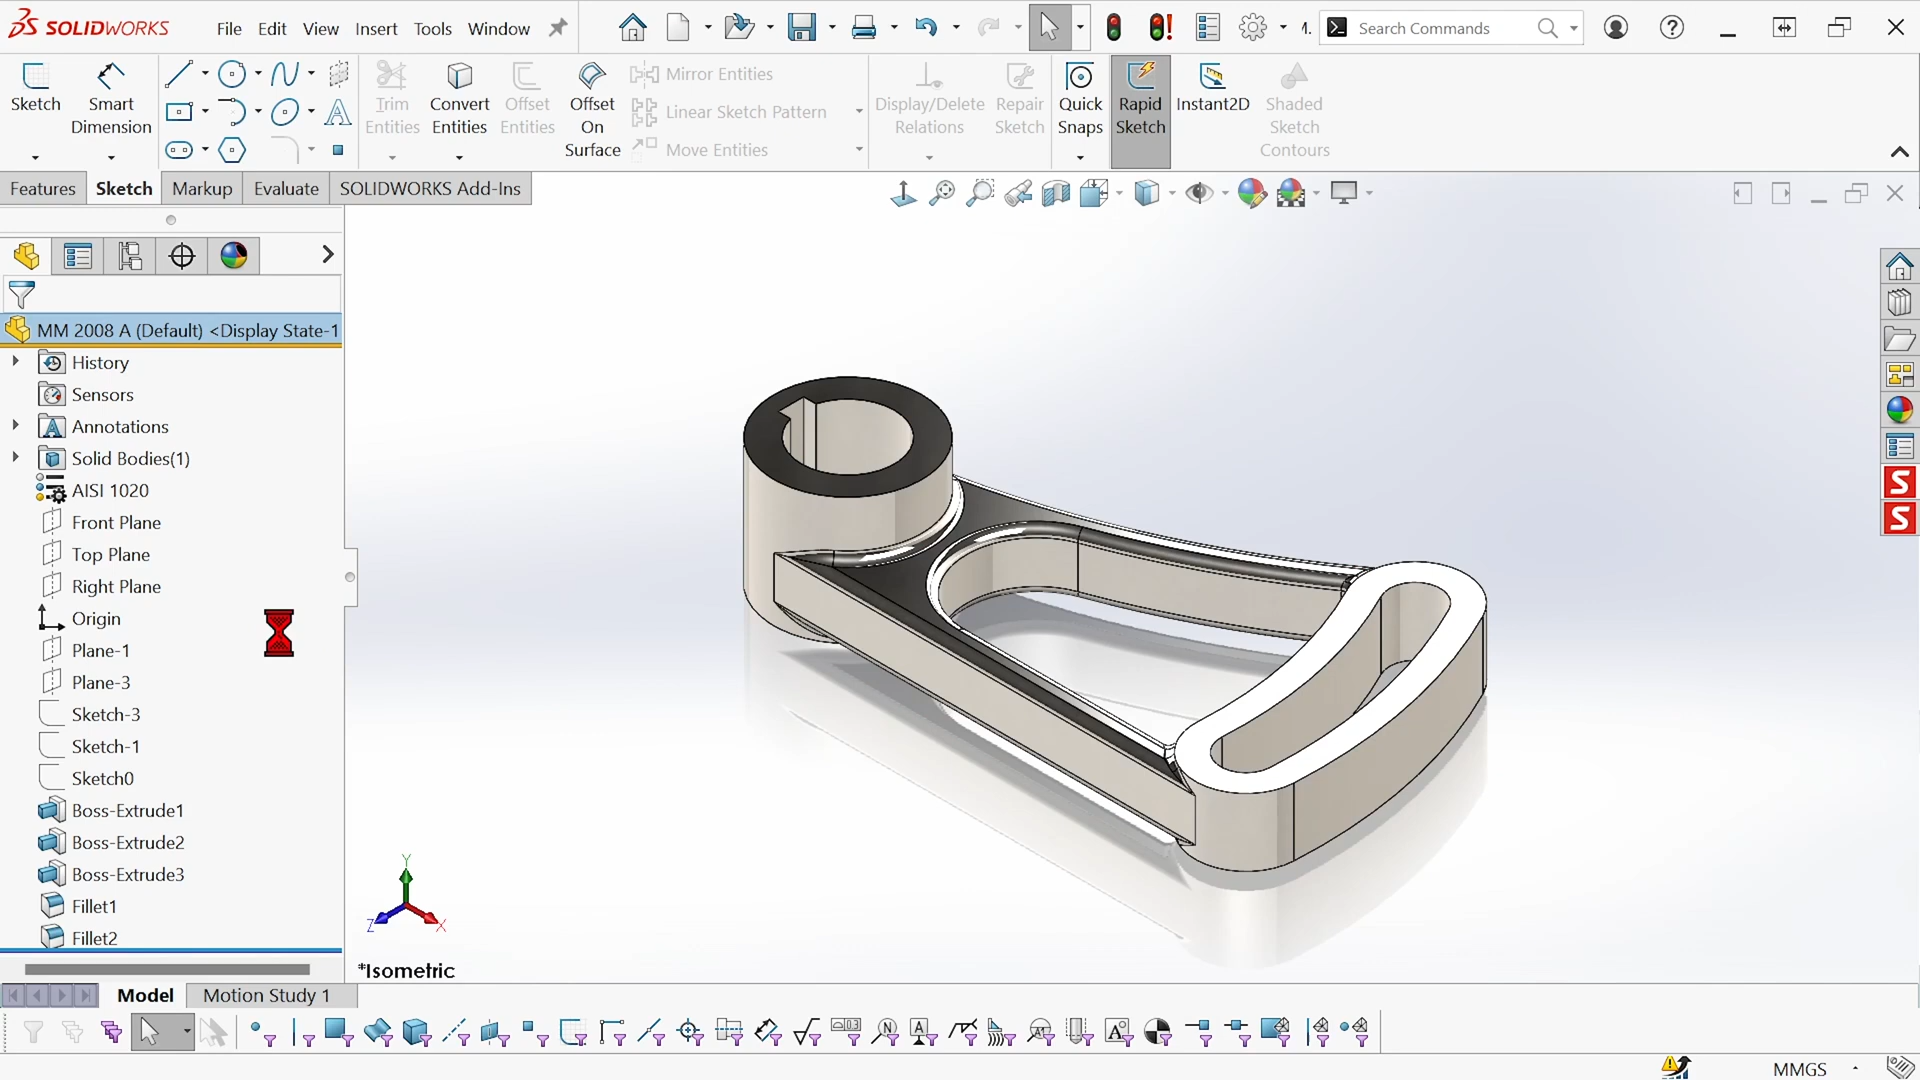 SOLIDWORKS
File Edit View Insert Tools Window
Search Commands
Sketch
Smart Dimension
Trim Entities
Convert Entities
Offset Entities
Offset On Surface
Mirror Entities
Linear Sketch Pattern
Move Entities
Display/Delete Relations
Repair Sketch
Quick Snaps
Rapid Sketch
Instant2D
Shaded Sketch Contours
Features Sketch Markup Evaluate SOLIDWORKS Add-Ins
MM 2008 A (Default) <Display State-1
History
Sensors
Annotations
Solid Bodies(1)
AISI 1020
Front Plane
Top Plane
Right Plane
Origin
Plane-1
Plane-3
Sketch-3
Sketch-1
Sketch0
Boss-Extrude1
Boss-Extrude2
Boss-Extrude3
Fillet1
Fillet2
Y
Z
X
*Isometric
Model Motion Study 1
MMGS